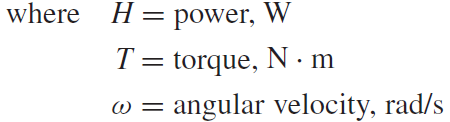 where H = power, W
T = torque, N · m
ω = angular velocity, rad/s